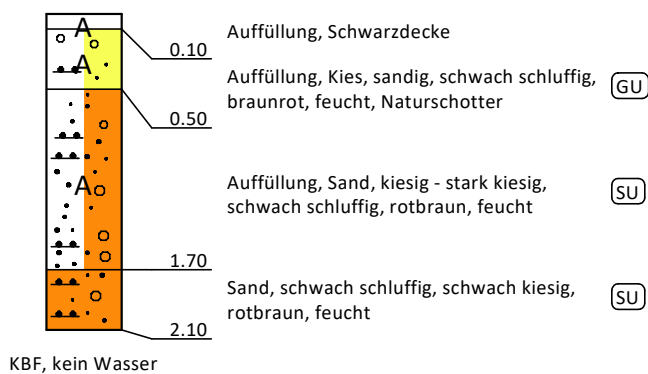 A
0.10
Auffüllung, Schwarzdecke
A
0.50
Auffüllung, Kies, sandig, schwach schluffig,
braunrot, feucht, Naturschotter
GU
A
1.70
Auffüllung, Sand, kiesig - stark kiesig,
schwach schluffig, rotbraun, feucht
SU
2.10
Sand, schwach schluffig, schwach kiesig,
rotbraun, feucht
SU
KBF, kein Wasser